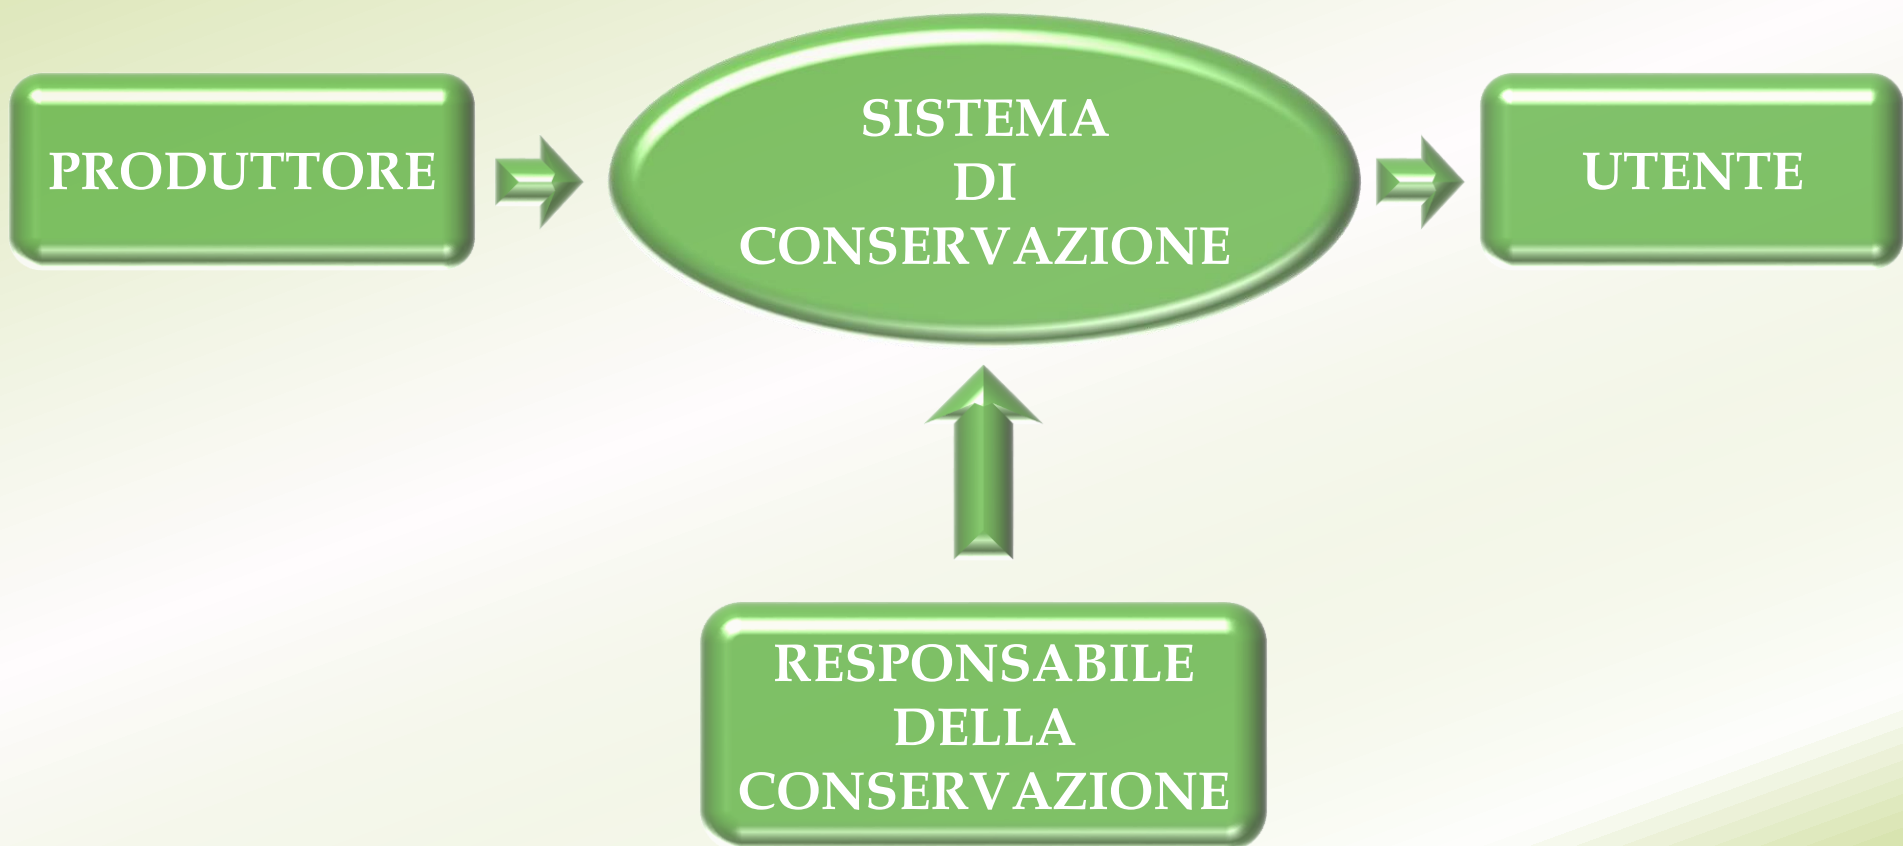 PRODUTTORE
SISTEMA
DI
CONSERVAZIONE
UTENTE
RESPONSABILE
DELLA
CONSERVAZIONE